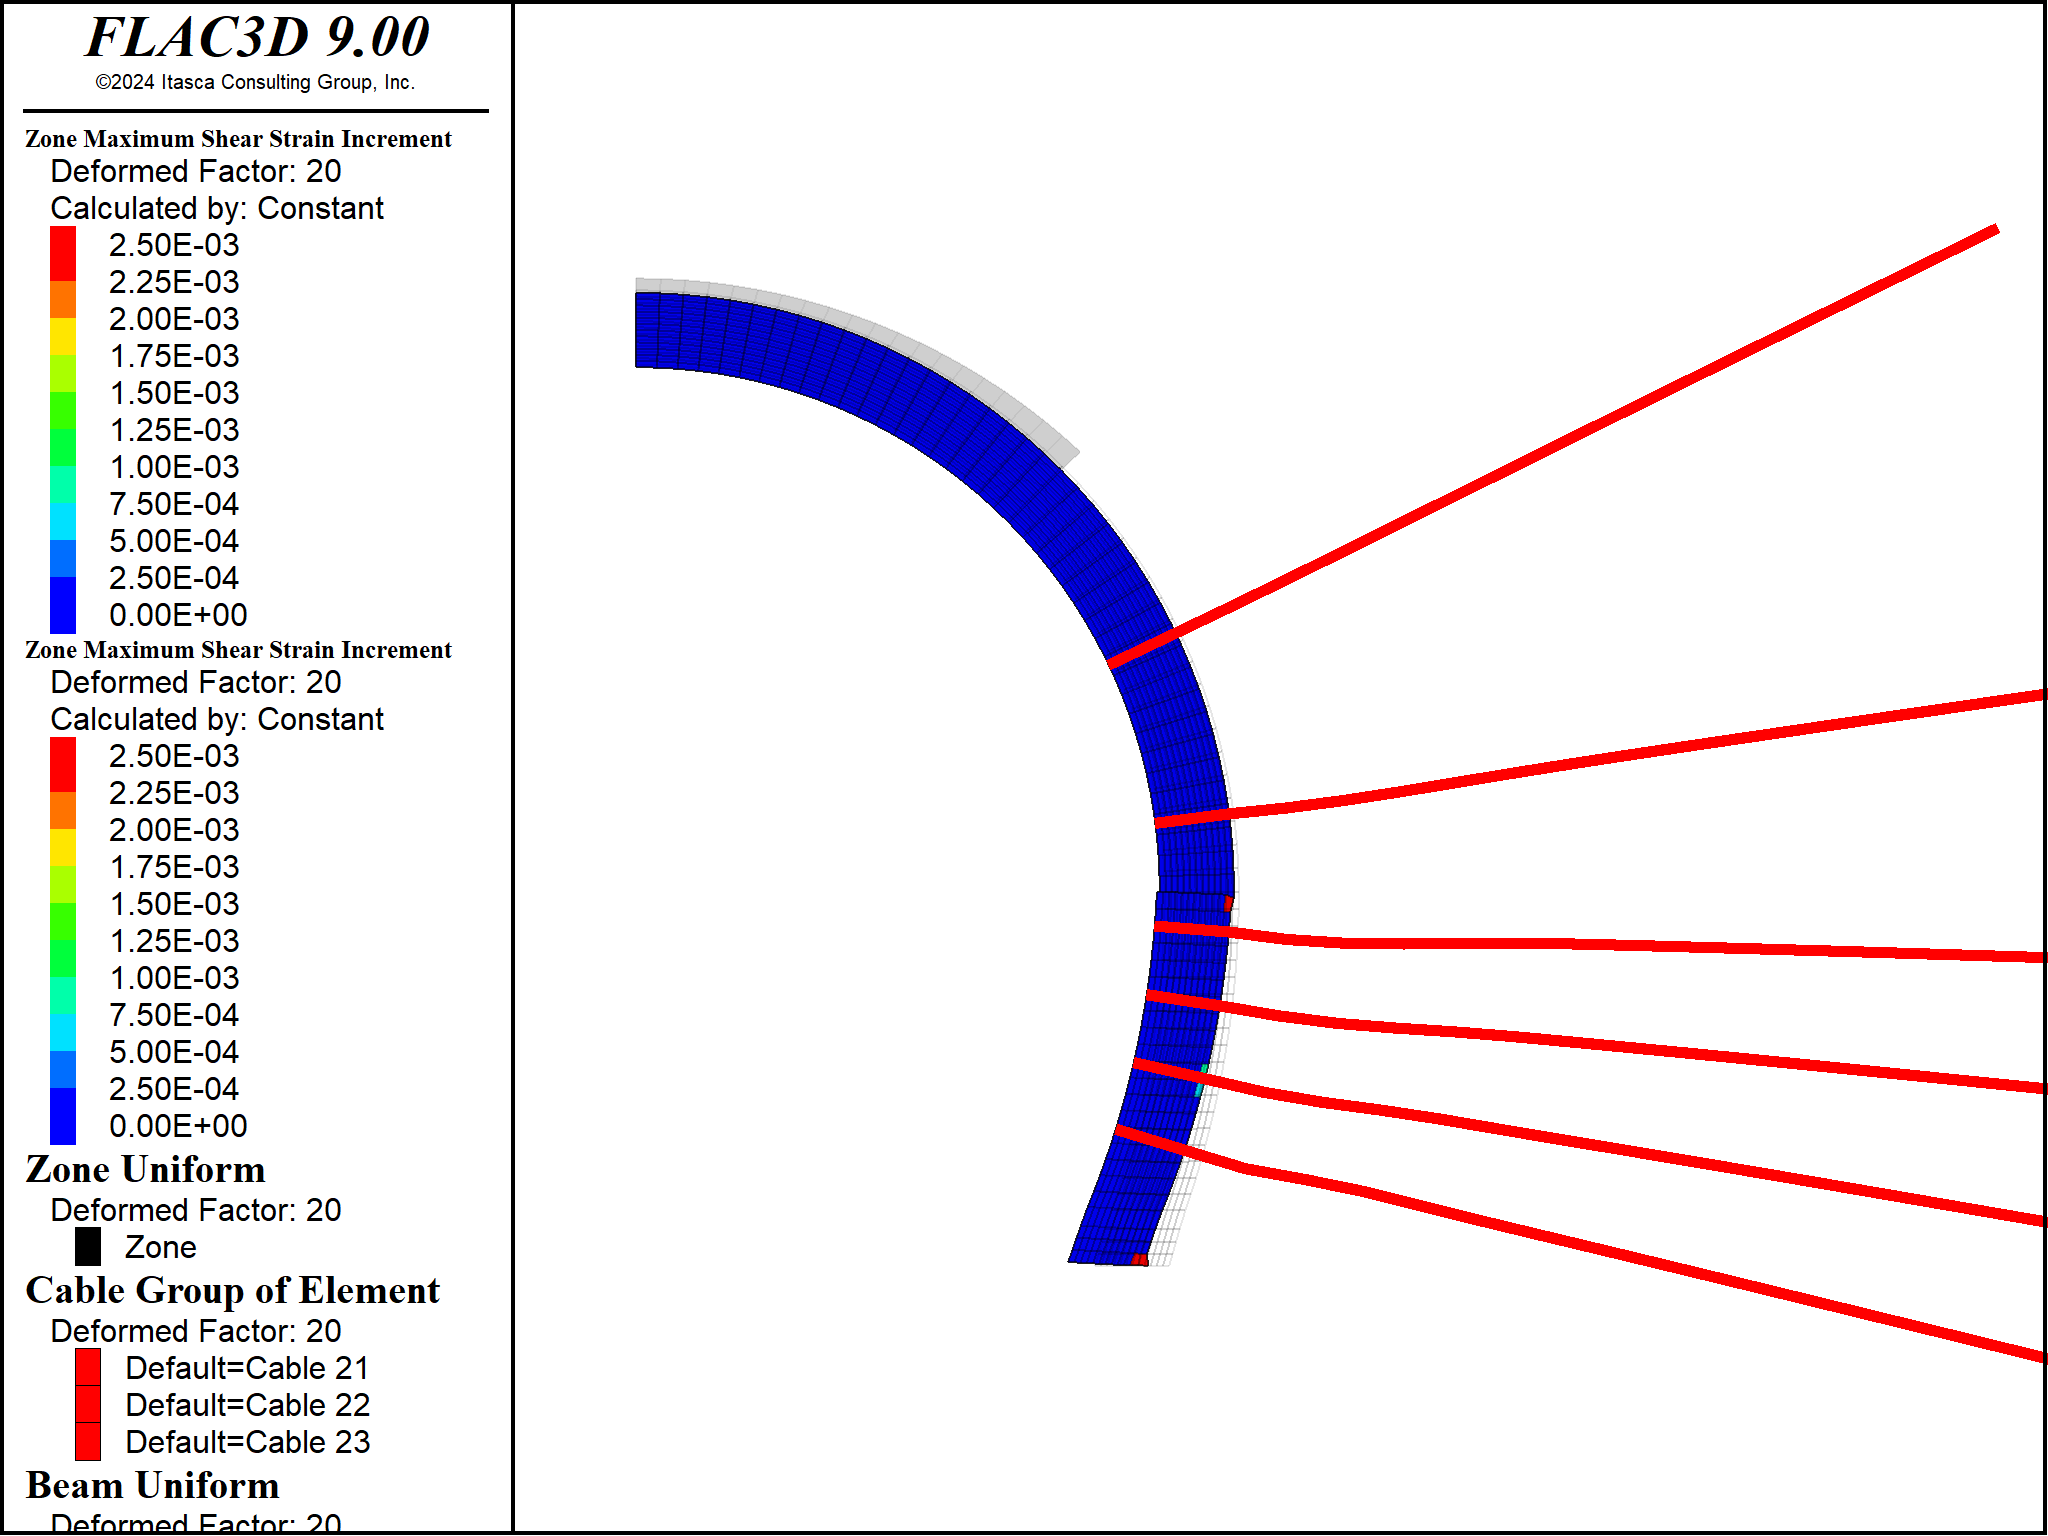 FLAC3D 9.00
©2024 Itasca Consulting Group, Inc.
Zone Maximum Shear Strain Increment
Deformed Factor: 20
Calculated by: Constant
2.50E-03
2.25E-03
2.00E-03
1.75E-03
1.50E-03
1.25E-03
1.00E-03
7.50E-04
5.00E-04
2.50E-04
0.00E+00
Zone Maximum Shear Strain Increment
Deformed Factor: 20
Calculated by: Constant
2.50E-03
2.25E-03
2.00E-03
1.75E-03
1.50E-03
1.25E-03
1.00E-03
7.50E-04
5.00E-04
2.50E-04
0.00E+00
Zone Uniform
Deformed Factor: 20
Zone
Cable Group of Element
Deformed Factor: 20
Default=Cable 21
Default=Cable 22
Default=Cable 23
Beam Uniform
Deformed Factor: 20